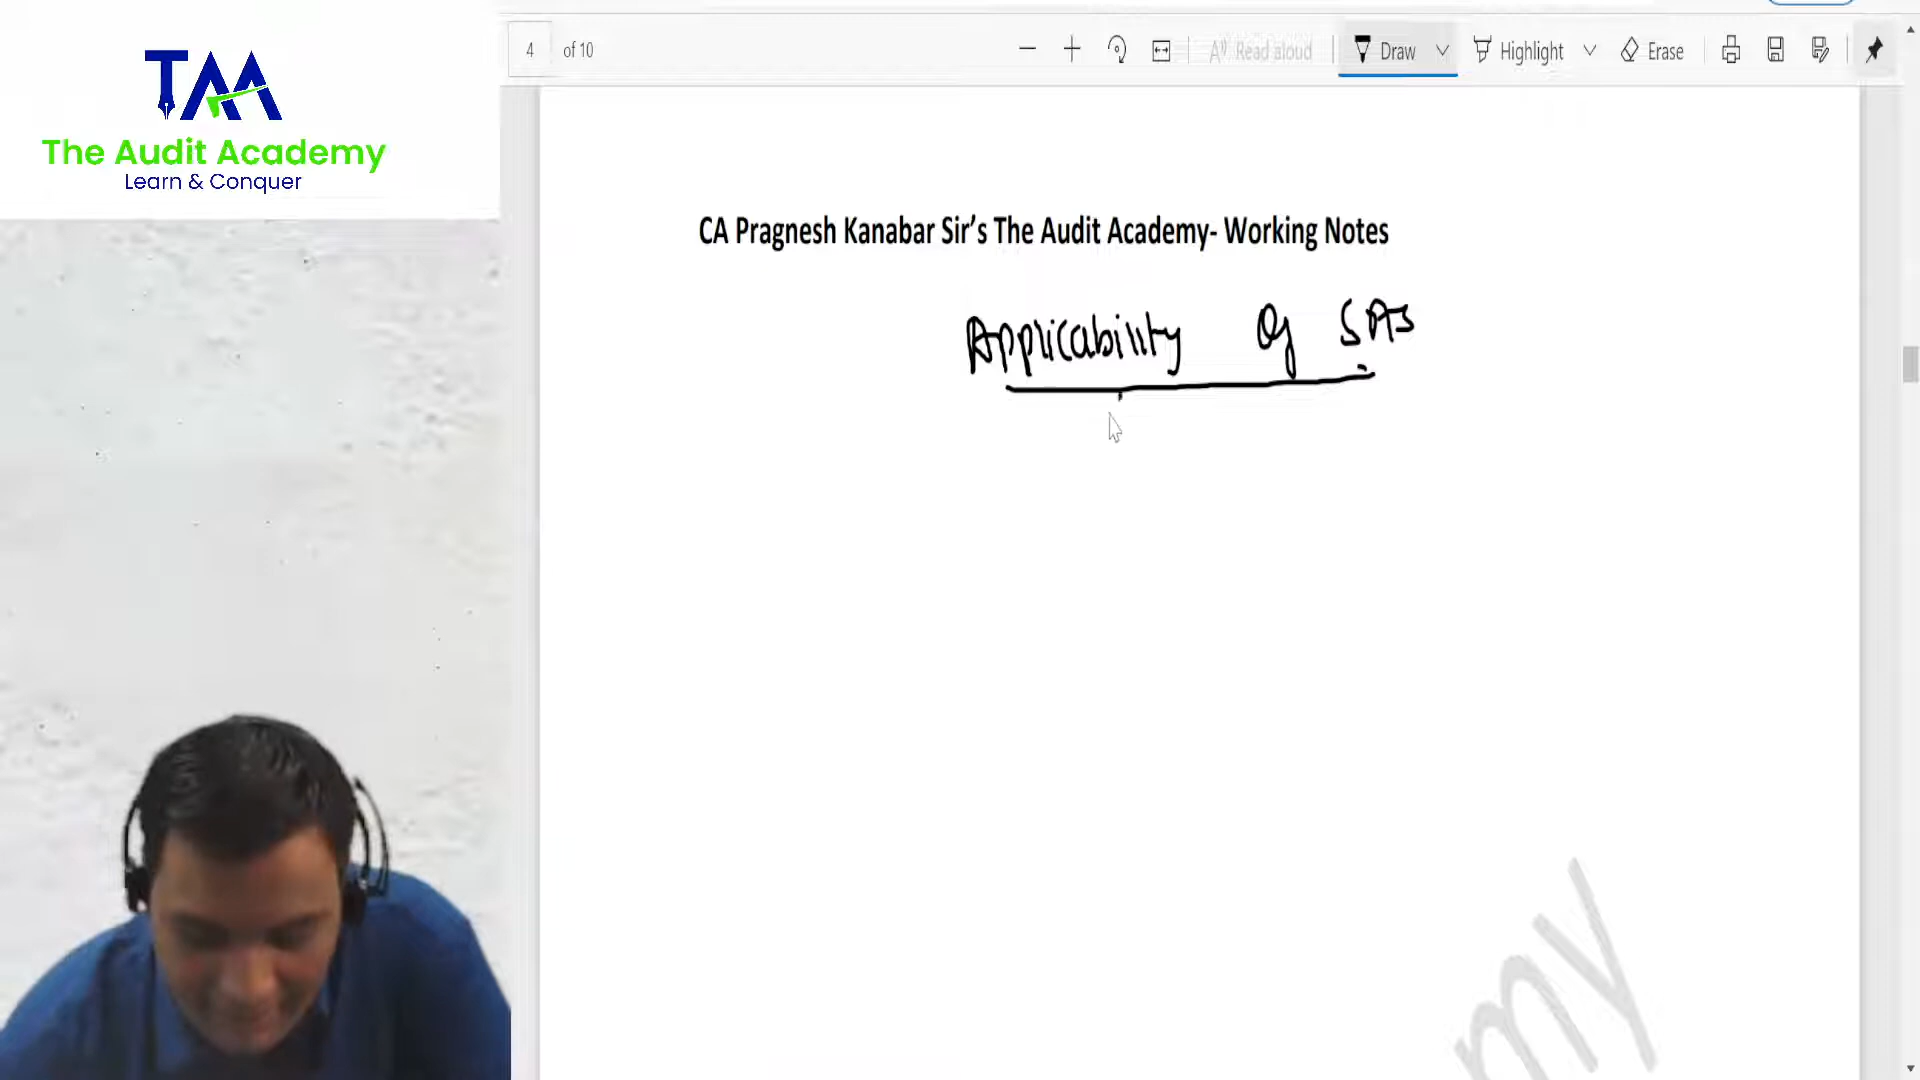 TAA
The Audit Academy
Learn & Conquer
4 of 10
Read aloud
Draw
Highlight
Erase
CA Pragnesh Kanabar Sir’s The Audit Academy- Working Notes
Applicability Of SAs
my